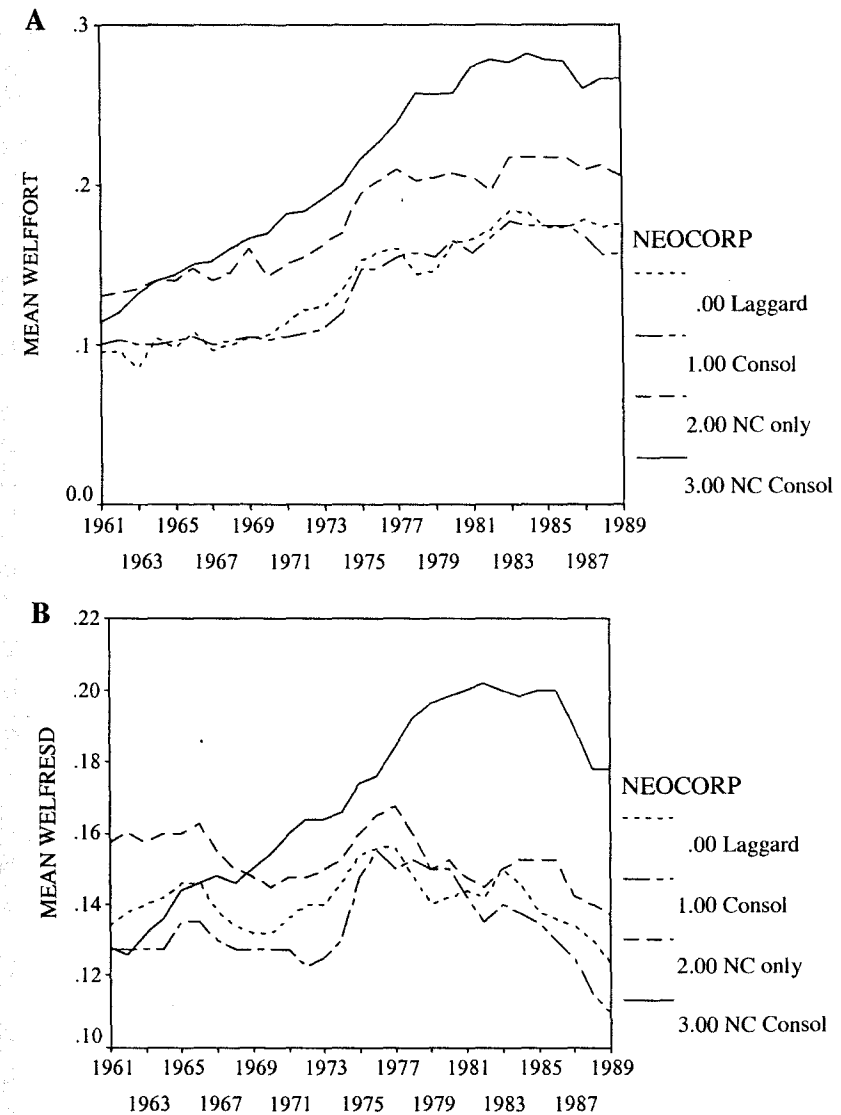 A
.3
.2
.1
0.0
MEAN WELFFORT
1961 1965 1969 1973 1977 1981 1985 1989
1963 1967 1971 1975 1979 1983 1987
NEOCORP
.00 Laggard
1.00 Consol
2.00 NC only
3.00 NC Consol
B
.22
.20
.18
.16
.14
.12
.10
MEAN WELFRESD
1961 1965 1969 1973 1977 1981 1985 1989
1963 1967 1971 1975 1979 1983 1987
NEOCORP
.00 Laggard
1.00 Consol
2.00 NC only
3.00 NC Consol